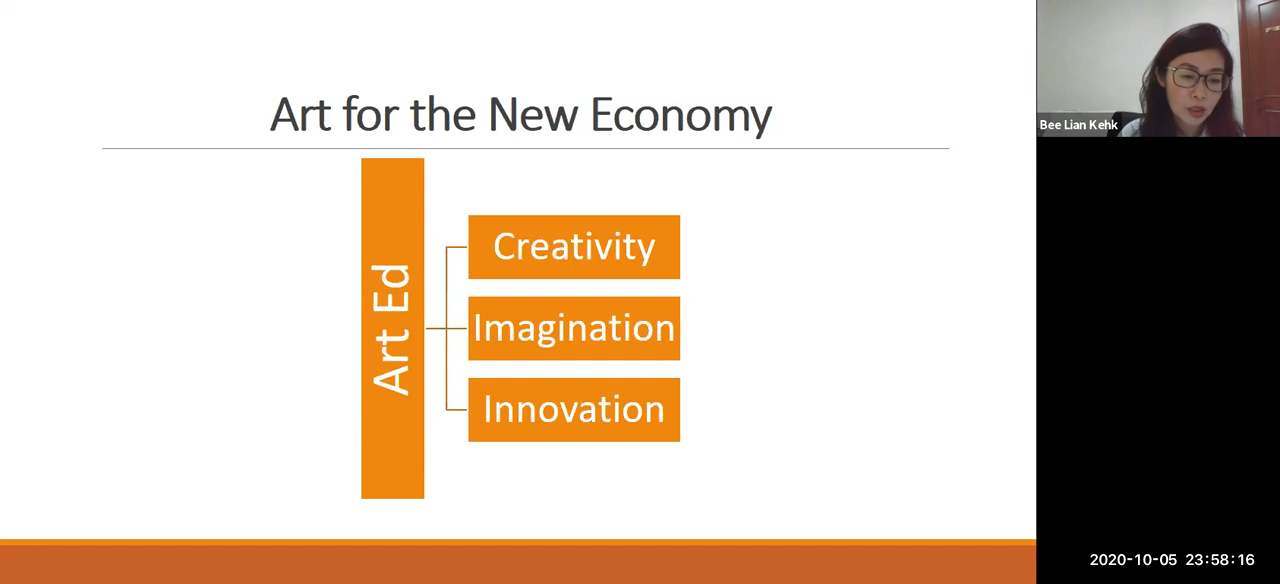 Art for the New Economy
Art Ed
Creativity
Imagination
Innovation
Bee Lian Kehk
2020-10-05 23:58:16